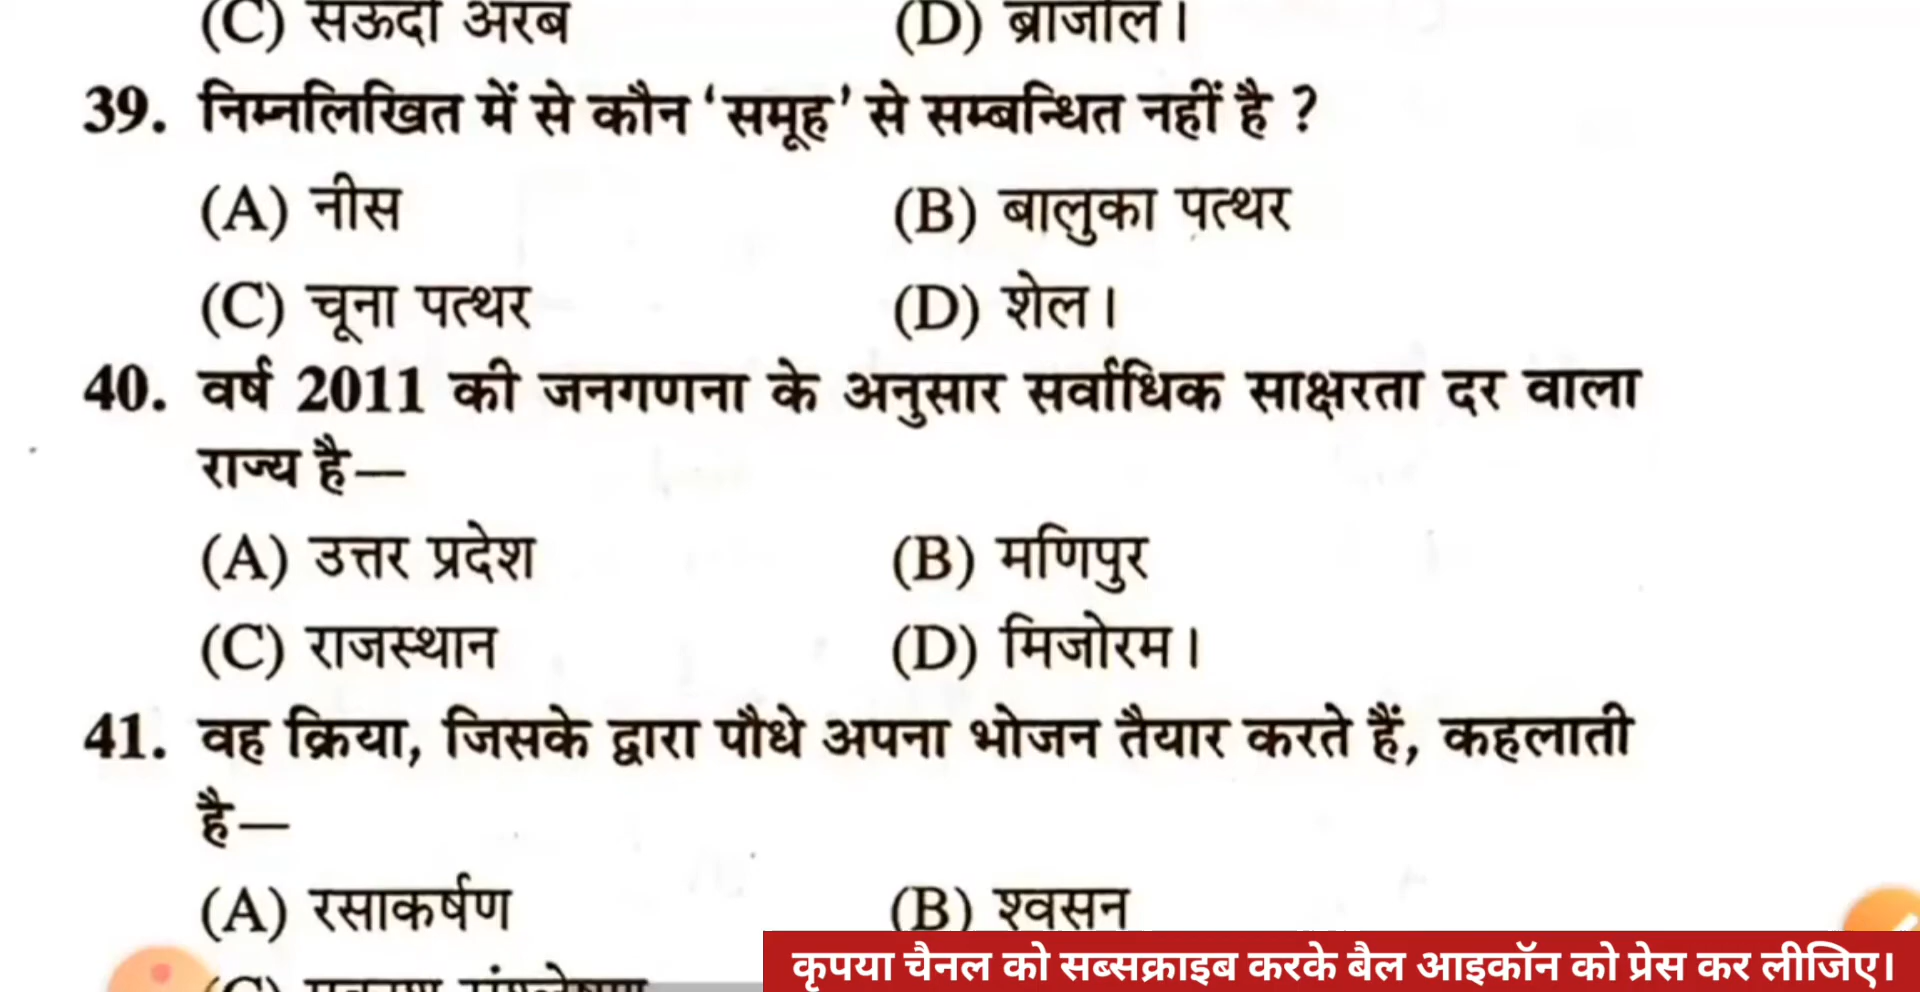 (C) सऊदी अरब (D) ब्राजील।
39. निम्नलिखित में से कौन ‘समूह’ से सम्बन्धित नहीं है ?
(A) नीस (B) बालुका पत्थर
(C) चूना पत्थर (D) शेल।
40. वर्ष 2011 की जनगणना के अनुसार सर्वाधिक साक्षरता दर वाला
राज्य है—
(A) उत्तर प्रदेश (B) मणिपुर
(C) राजस्थान (D) मिजोरम।
41. वह क्रिया, जिसके द्वारा पौधे अपना भोजन तैयार करते हैं, कहलाती
है—
(A) रसाकर्षण (B) श्वसन
कृपया चैनल को सब्सक्राइब करके बैल आइकॉन को प्रेस कर लीजिए।